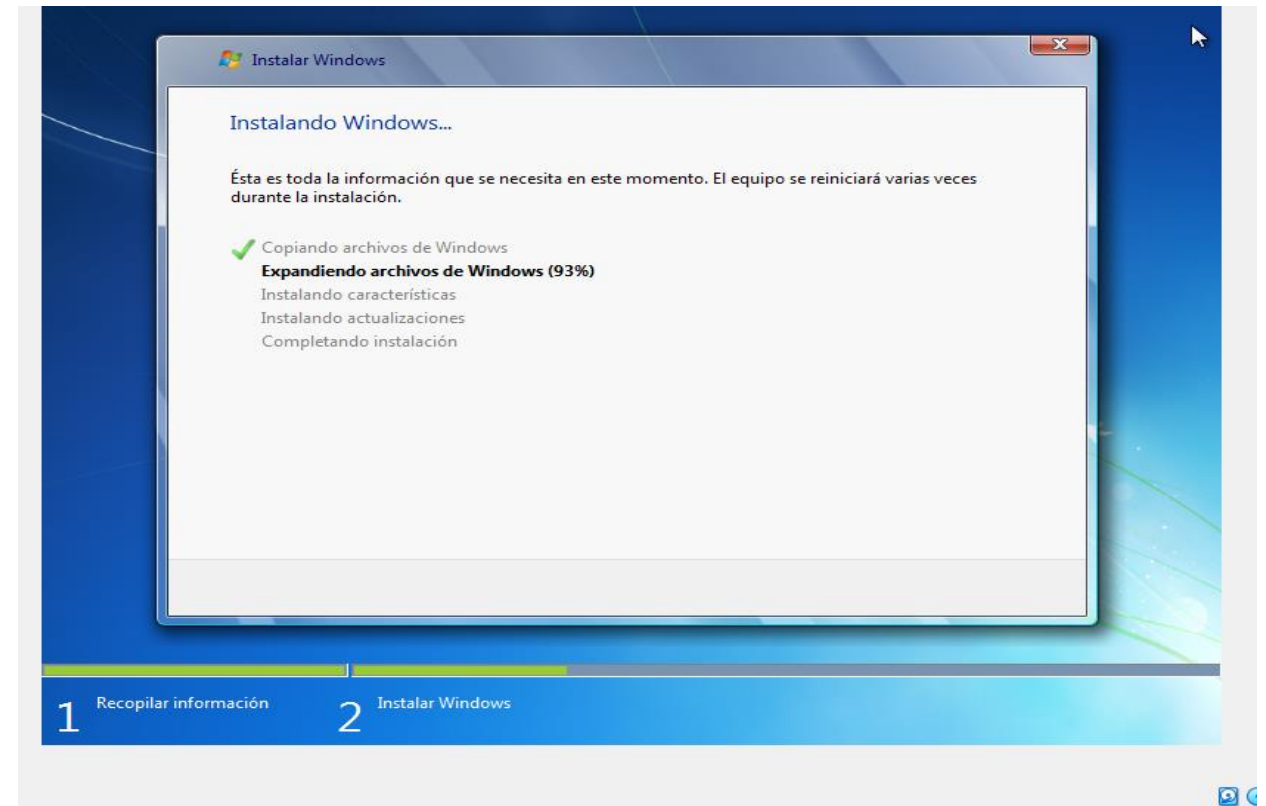 Instalar Windows
Instalando Windows...
Ésta es toda la información que se necesita en este momento. El equipo se reiniciará varias veces
durante la instalación.
Copiando archivos de Windows
Expandiendo archivos de Windows (93%)
Instalando características
Instalando actualizaciones
Completando instalación
1 Recopilar información 2 Instalar Windows